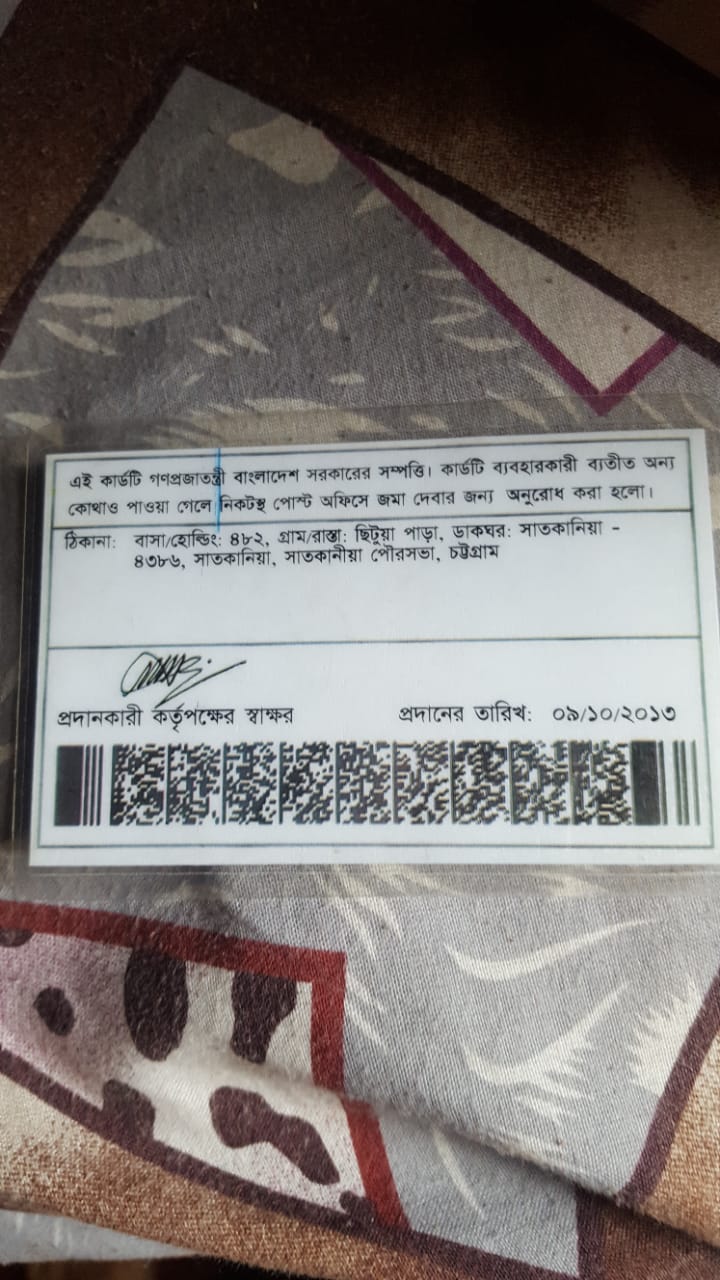 এই কার্ডটি গণপ্রজাতন্ত্রী বাংলাদেশ সরকারের সম্পত্তি। কার্ডটি ব্যবহারকারী ব্যতীত অন্য
কোথাও পাওয়া গেলে নিকটস্থ পোস্ট অফিসে জমা দেবার জন্য অনুরোধ করা হলো।
ঠিকানা: বাসা/হোল্ডিং: ৪৮২, গ্রাম/রাস্তা: ছিটুয়া পাড়া, ডাকঘর: সাতকানিয়া -
৪৩৮৬, সাতকানিয়া, সাতকানীয়া পৌরসভা, চট্টগ্রাম
প্রদানকারী কর্তৃপক্ষের স্বাক্ষর প্রদানের তারিখ: ০৯/১০/২০১৩